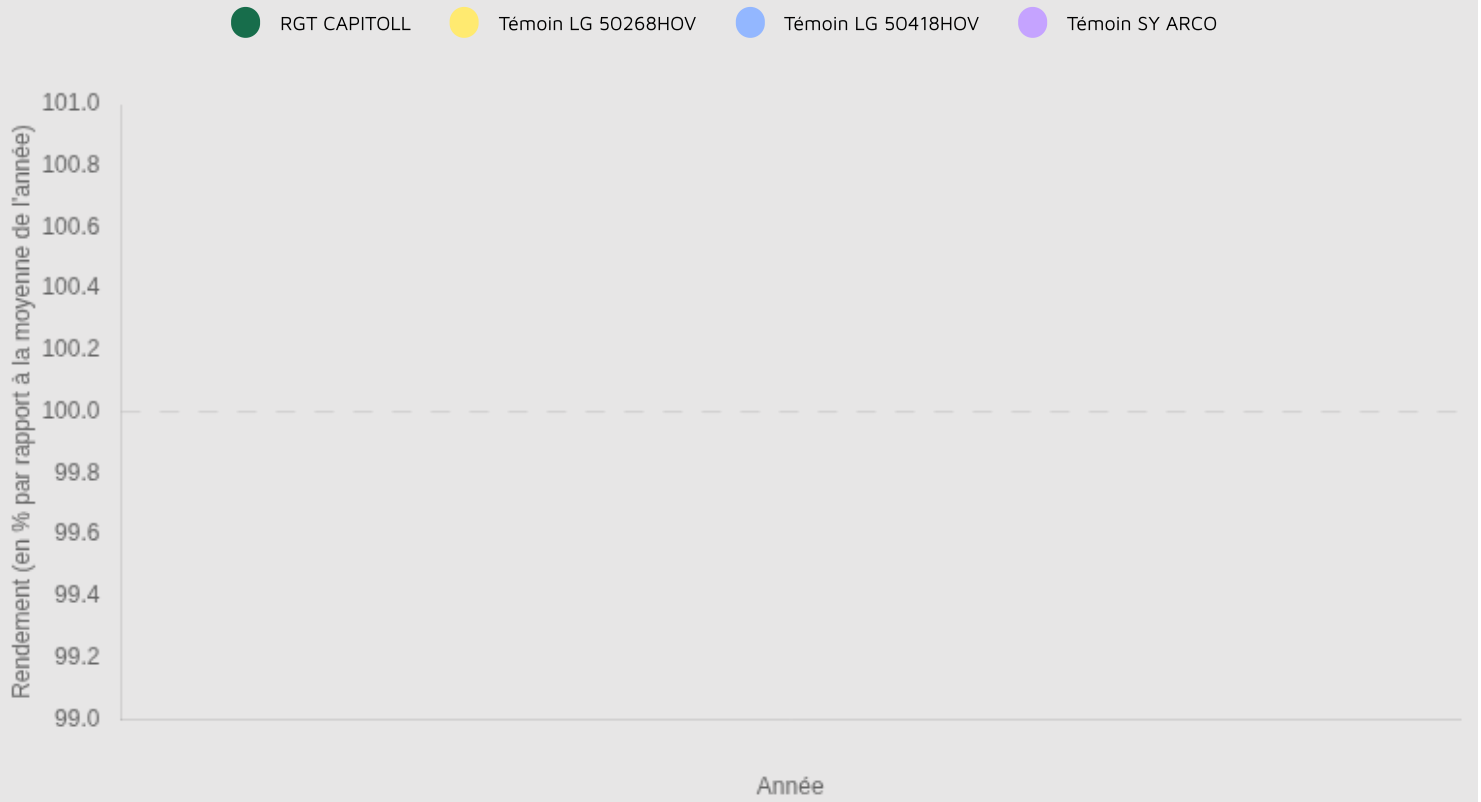 RGT CAPITOLL
Témoin LG 50268HOV
Témoin LG 50418HOV
Témoin SY ARCO
Rendement (en % par rapport à la moyenne de l'année)
101.0
100.8
100.6
100.4
100.2
100.0
99.8
99.6
99.4
99.2
99.0
Année